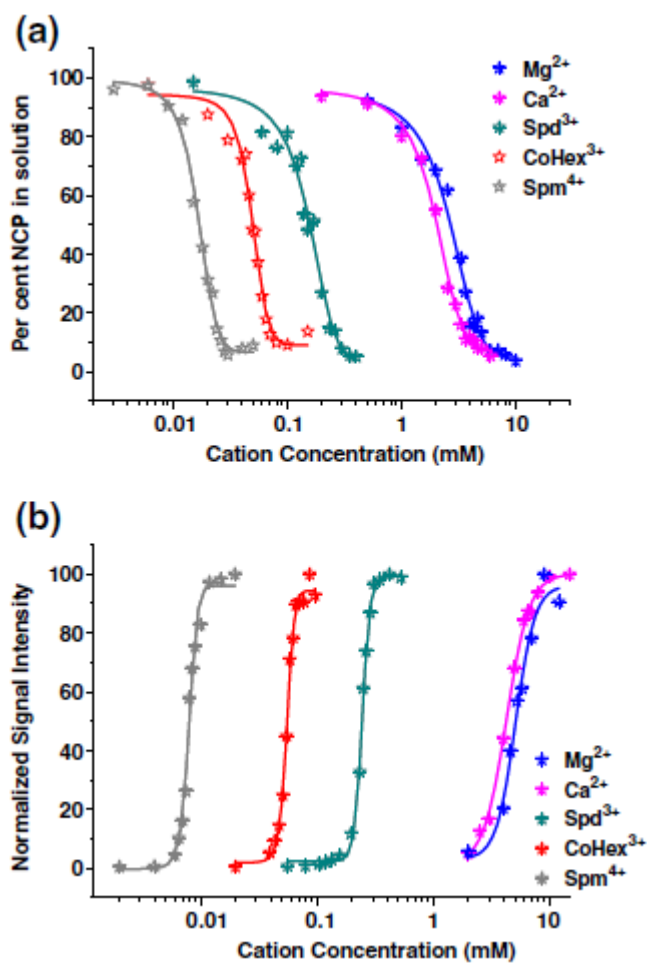 (a)
Per cent NCP in solution
100
80
60
40
20
0
0.01
0.1
1
10
Cation Concentration (mM)
Mg²⁺
Ca²⁺
Spd³⁺
CoHex³⁺
Spm⁴⁺
(b)
Normalized Signal Intensity
100
80
60
40
20
0
0.01
0.1
1
10
Cation Concentration (mM)
Mg²⁺
Ca²⁺
Spd³⁺
CoHex³⁺
Spm⁴⁺